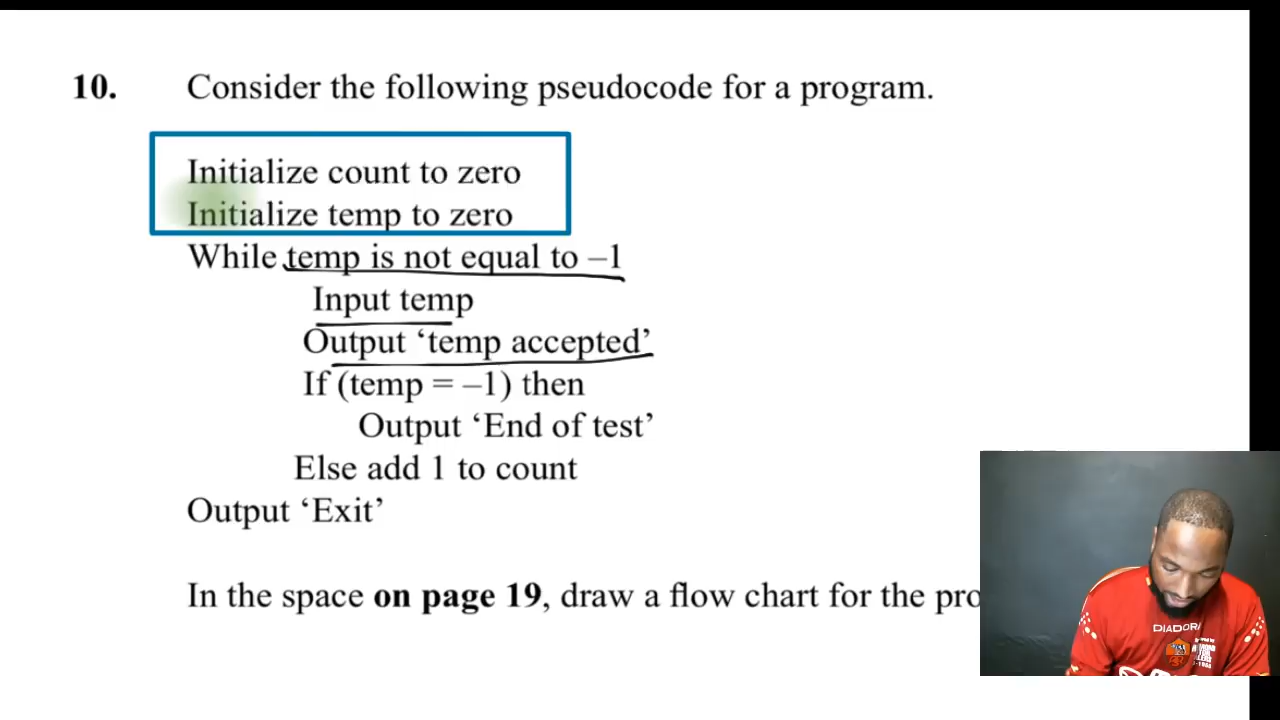 10. Consider the following pseudocode for a program.
Initialize count to zero
Initialize temp to zero
While temp is not equal to –1
Input temp
Output ‘temp accepted’
If (temp = –1) then
Output ‘End of test’
Else add 1 to count
Output ‘Exit’
In the space on page 19, draw a flow chart for the pro
DIADORA